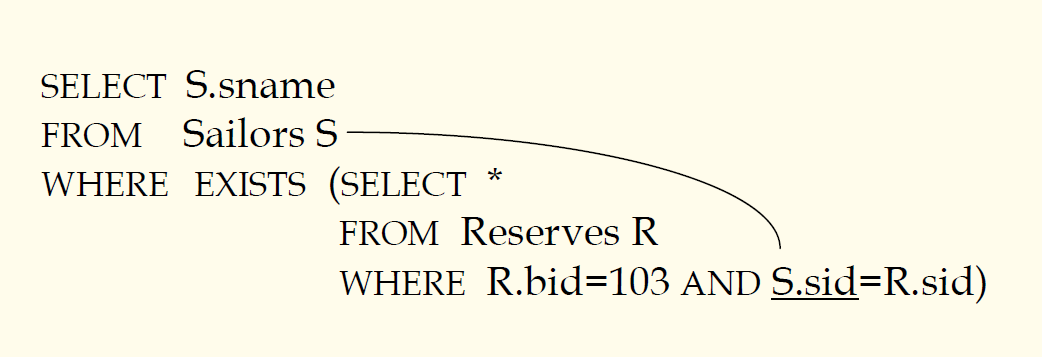 SELECT S.sname
FROM Sailors S
WHERE EXISTS (SELECT *
FROM Reserves R
WHERE R.bid=103 AND S.sid=R.sid)